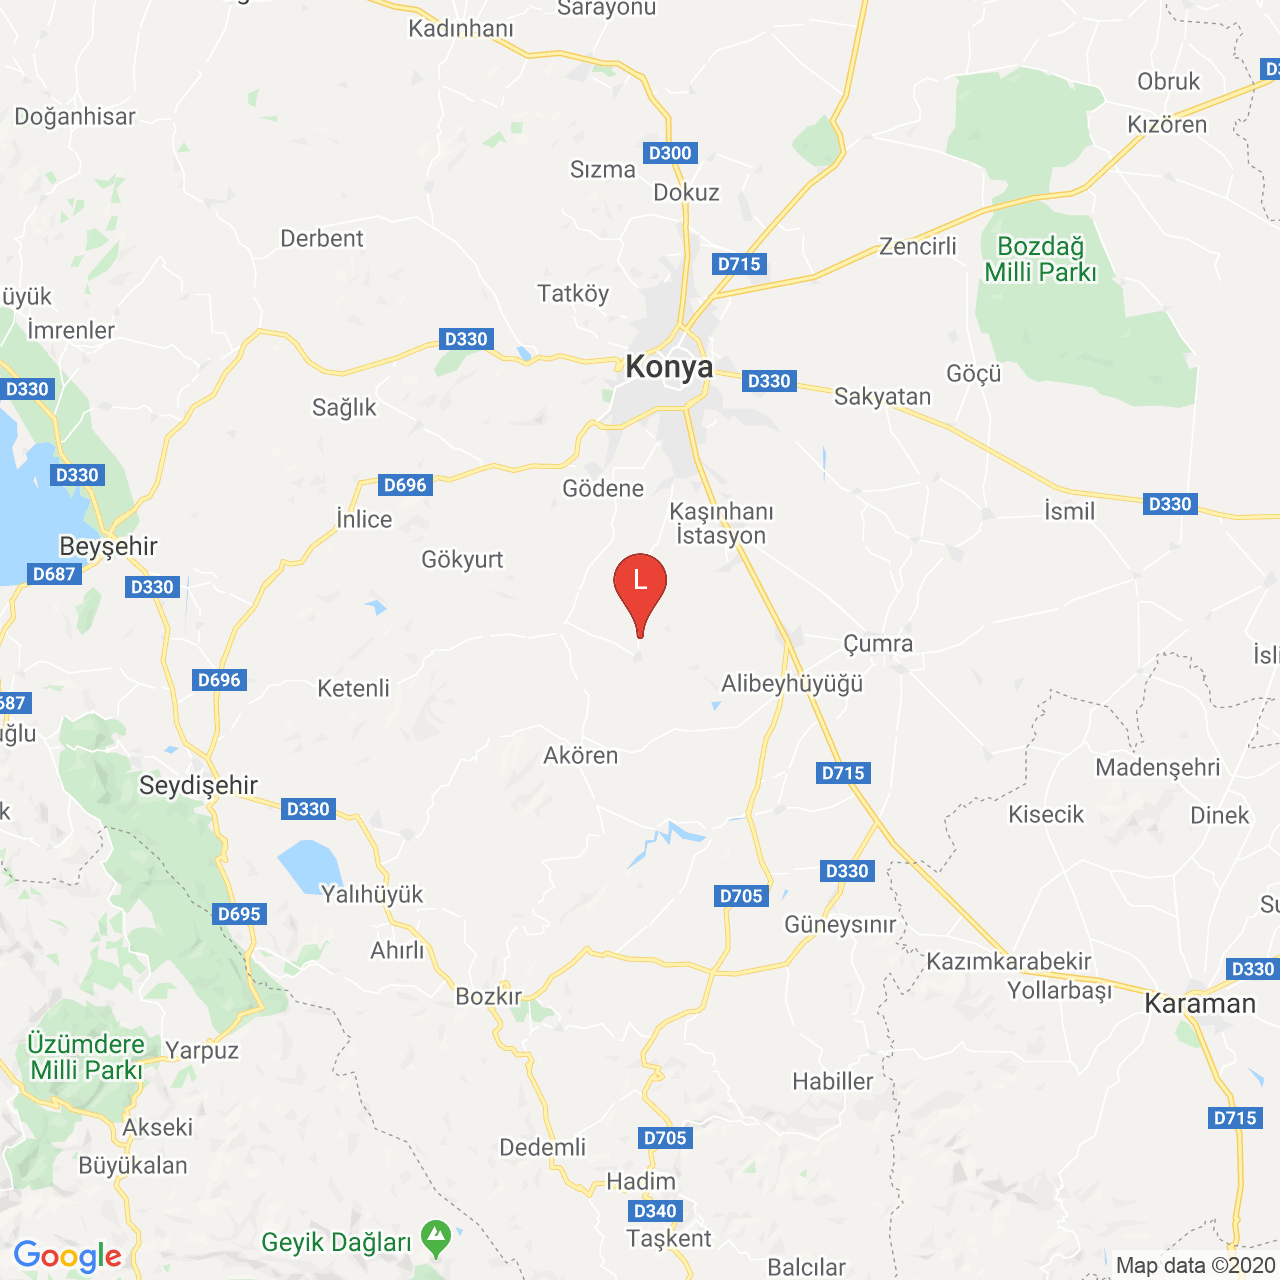 Sarayönü
Kadınhanı
D3
Obruk
Doğanhisar
Kızören
D300
Sızma
Dokuz
Derbent
Zencirli
Bozdağ
Milli Parkı
D715
Tatköy
üyük
İmrenler
D330
Konya
D330
Göçü
D330
Sakyatan
Sağlık
D330
D696
Gödene
D330
İnlice
Kaşınhanı
İstasyon
İsmil
Beyşehir
Gökyurt
D687
D330
L
Çumra
İsli
D696
Ketenli
Alibeyhüyüğü
687
uğlu
Akören
Madenşehri
D715
Seydişehir
D330
Kisecik
Dinek
k
D330
Yalıhüyük
D705
Su
D695
Güneysınır
Ahırlı
Kazımkarabekir
D330
Bozkır
Yollarbaşı
Karaman
Üzümdere
Milli Parkı
Yarpuz
Habiller
Akseki
D715
D705
Dedemli
Büyükalan
Hadim
D340
Geyik Dağları
Taşkent
Google
Balcılar
Map data ©2020